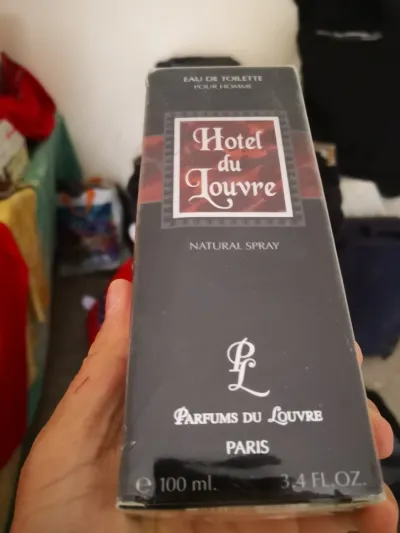 EAU DE TOILETTE
POUR HOMME
Hotel
du
Louvre
NATURAL SPRAY
PL
PARFUMS DU LOUVRE
PARIS
e 100 ml. 3.4 FL.OZ.